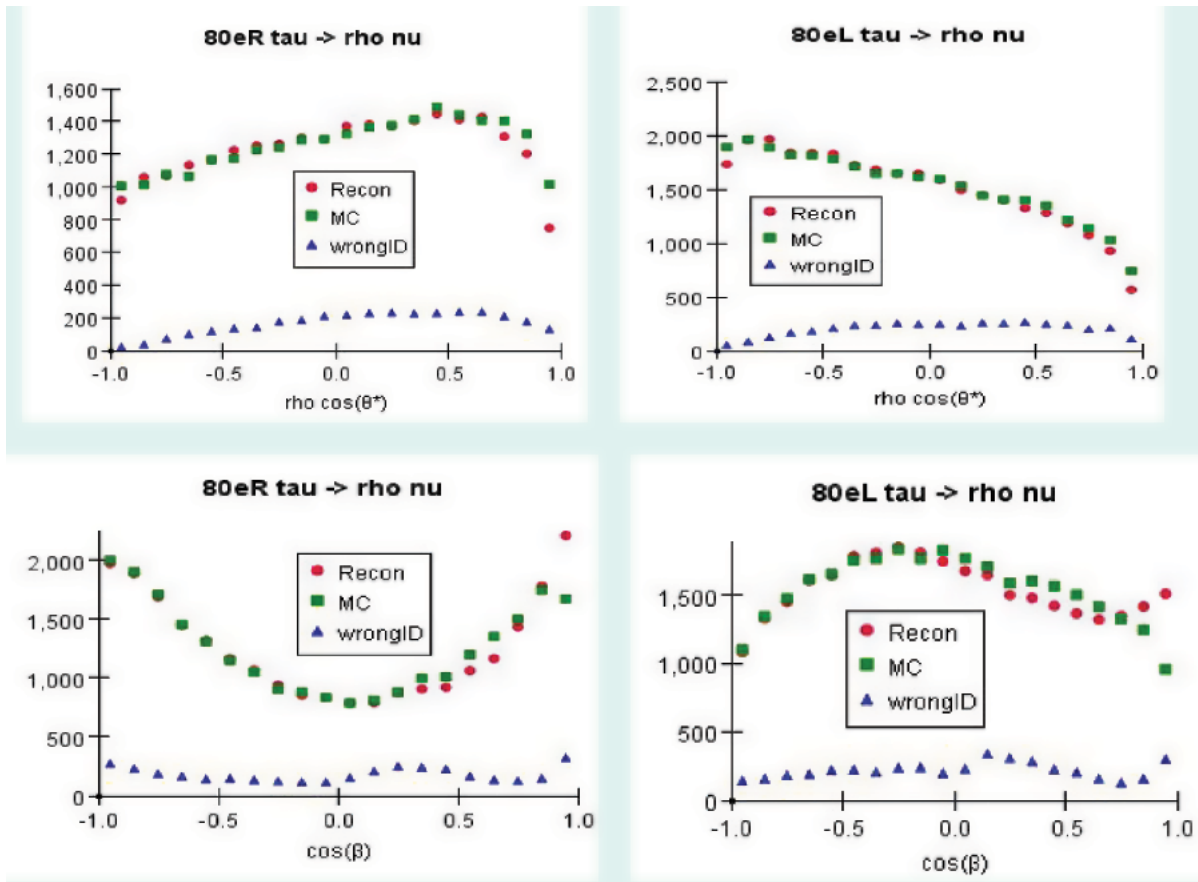 80eR tau -> rho nu
1,600
1,400
1,200
1,000
800
600
400
200
0
Recon
MC
wrongID
-1.0 -0.5 0.0 0.5 1.0
rho cos(θ*)
80eL tau -> rho nu
2,500
2,000
1,500
1,000
500
0
Recon
MC
wrongID
-1.0 -0.5 0.0 0.5 1.0
rho cos(θ*)
80eR tau -> rho nu
2,000
1,500
1,000
500
0
Recon
MC
wrongID
-1.0 -0.5 0.0 0.5 1.0
cos(β)
80eL tau -> rho nu
1,500
1,000
500
0
Recon
MC
wrongID
-1.0 -0.5 0.0 0.5 1.0
cos(β)